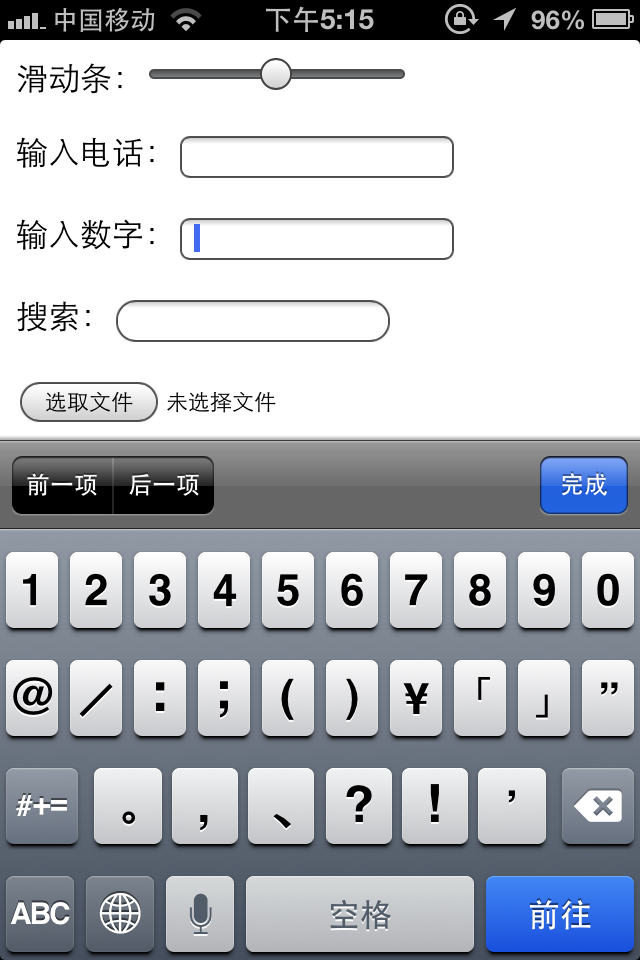 中国移动 下午5:15 96%
滑动条：
输入电话：
输入数字：
搜索：
选取文件 未选择文件
前一项 后一项 完成
1 2 3 4 5 6 7 8 9 0
@ ／ : ; ( ) ¥ 「 」 ”
#+= 。 , 、 ? ! ’
ABC 空格 前往